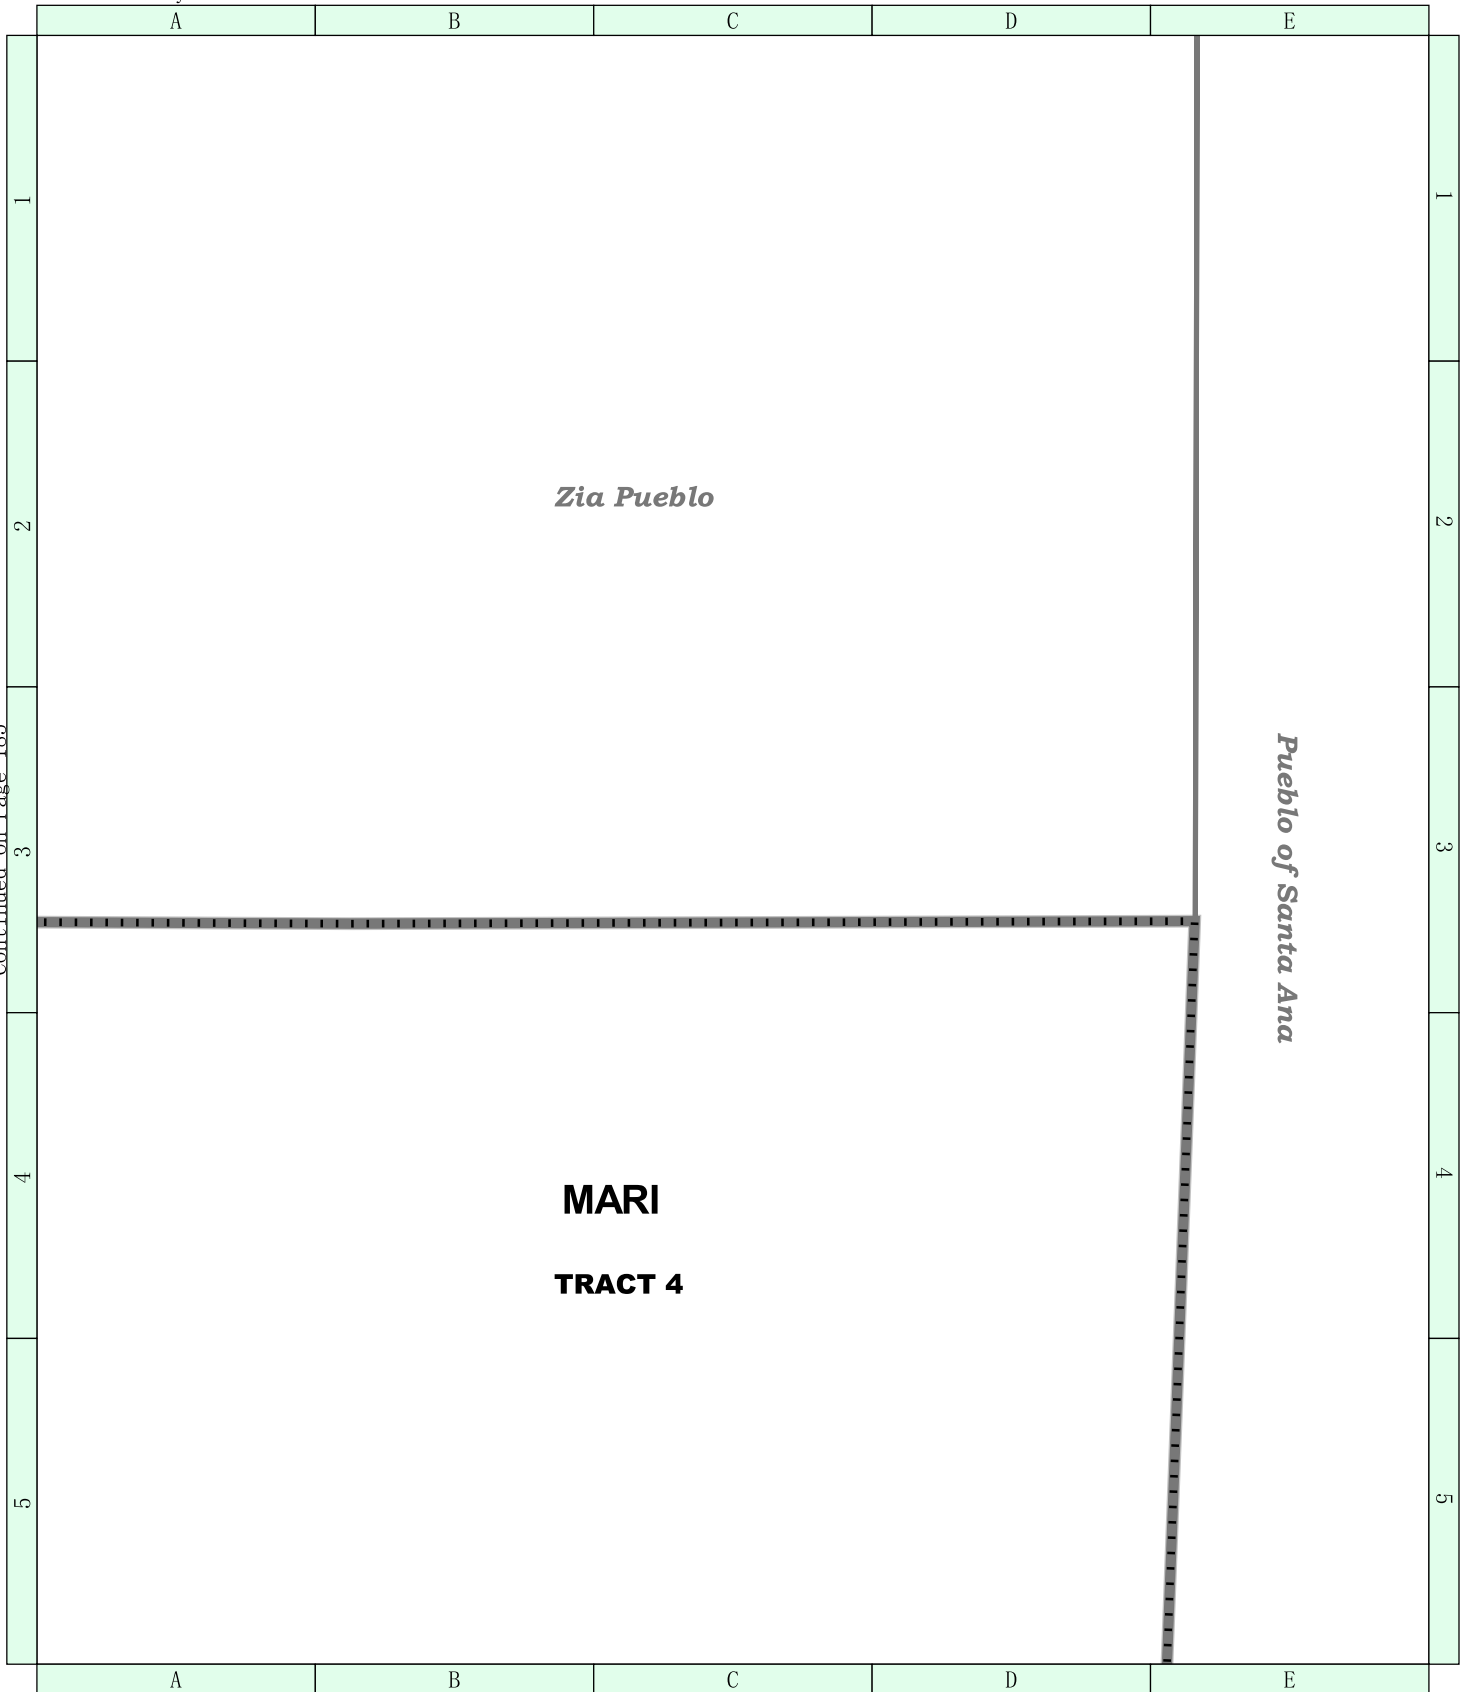 A B C D E
1 1
2 2
Zia Pueblo
3 3
Pueblo of Santa Ana
4 4
MARI
TRACT 4
5 5
A B C D E